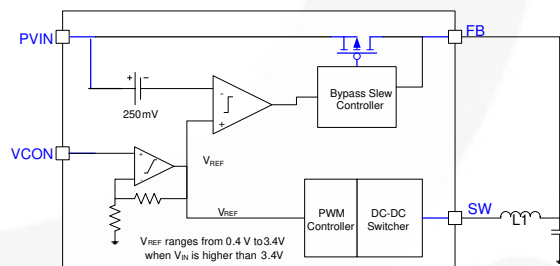 PVIN
FB
+ −
250mV
-
+
Bypass Slew
Controller
VCON
+
-
VREF
VREF
PWM
Controller
DC-DC
Switcher
SW
L1
VREF ranges from 0.4 V to3.4V
when VIN is higher than 3.4V